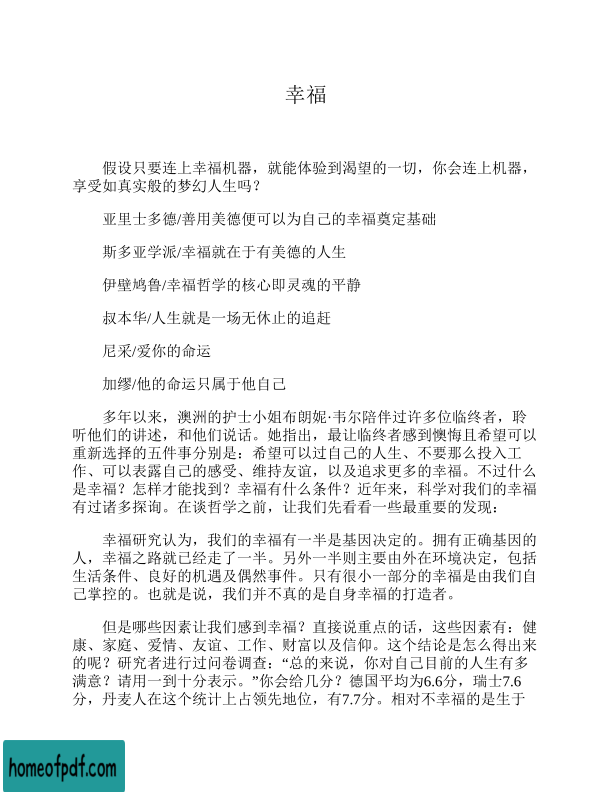 幸福
假设只要连上幸福机器，就能体验到渴望的一切，你会连上机器，
享受如真实般的梦幻人生吗？
亚里士多德/善用美德便可以为自己的幸福奠定基础
斯多亚学派/幸福就在于有美德的人生
伊壁鸠鲁/幸福哲学的核心即灵魂的平静
叔本华/人生就是一场无休止的追赶
尼采/爱你的命运
加缪/他的命运只属于他自己
多年以来，澳洲的护士小姐布朗妮·韦尔陪伴过许多位临终者，聆
听他们的讲述，和他们说话。她指出，最让临终者感到懊悔且希望可以
重新选择的五件事分别是：希望可以过自己的人生、不要那么投入工
作、可以表露自己的感受、维持友谊，以及追求更多的幸福。不过什么
是幸福？怎样才能找到？幸福有什么条件？近年来，科学对我们的幸福
有过诸多探询。在谈哲学之前，让我们先看看一些最重要的发现：
幸福研究认为，我们的幸福有一半是基因决定的。拥有正确基因的
人，幸福之路就已经走了一半。另外一半则主要由外在环境决定，包括
生活条件、良好的机遇及偶然事件。只有很小一部分的幸福是由我们自
己掌控的。也就是说，我们并不真的是自身幸福的打造者。
但是哪些因素让我们感到幸福？直接说重点的话，这些因素有：健
康、家庭、爱情、友谊、工作、财富以及信仰。这个结论是怎么得出来
的呢？研究者进行过问卷调查：“总的来说，你对自己目前的人生有多
满意？请用一到十分表示。”你会给几分？德国平均为6.6分，瑞士7.6
分，丹麦人在这个统计上占领先地位，有7.7分。相对不幸福的是生于
homeofpdf.com